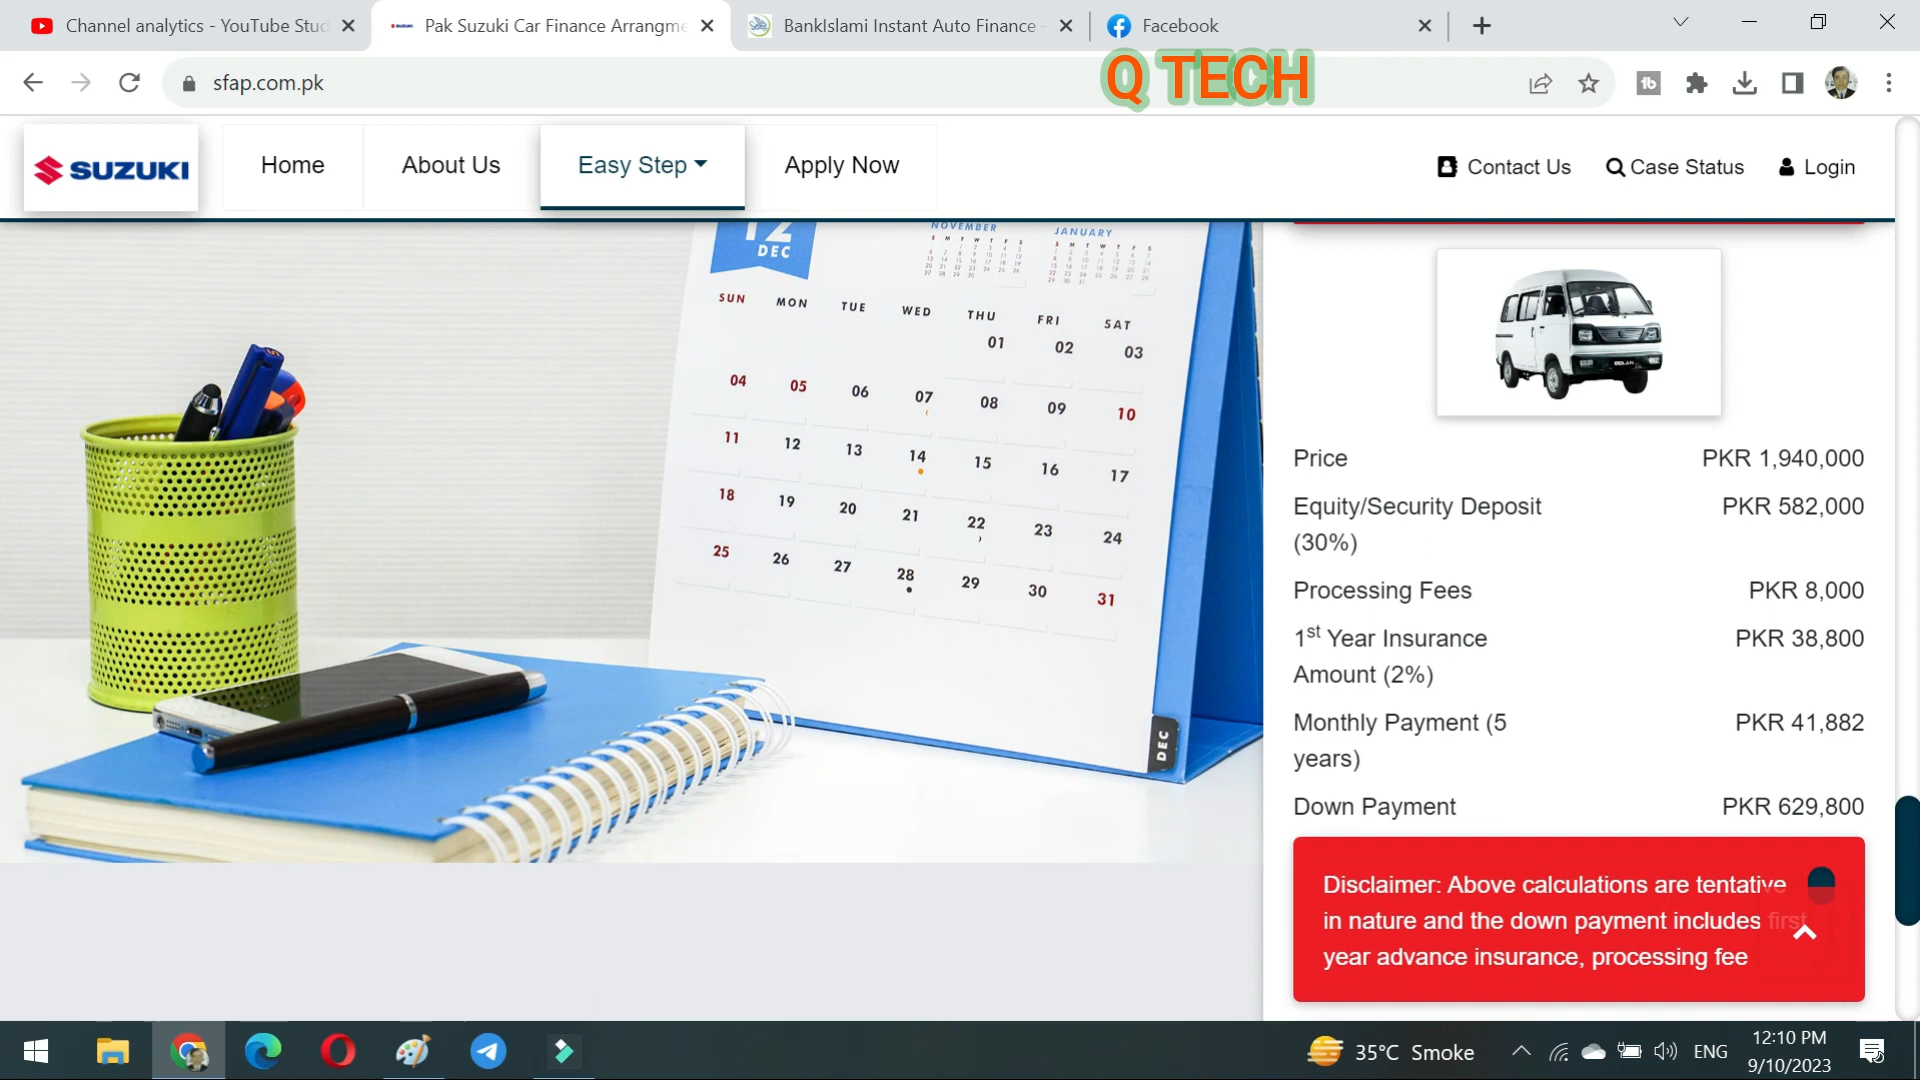 Channel analytics - YouTube Stud
Pak Suzuki Car Finance Arrangme
BankIslami Instant Auto Finance -
Facebook
sfap.com.pk
Q TECH
SUZUKI
Home
About Us
Easy Step
Apply Now
Contact Us
Case Status
Login
12
DEC
NOVEMBER
JANUARY
SUN MON TUE WED THU FRI SAT
01 02 03
04 05 06 07 08 09 10
11 12 13 14 15 16 17
18 19 20 21 22 23 24
25 26 27 28 29 30 31
DEC
Price PKR 1,940,000
Equity/Security Deposit PKR 582,000
(30%)
Processing Fees PKR 8,000
1st Year Insurance PKR 38,800
Amount (2%)
Monthly Payment (5 PKR 41,882
years)
Down Payment PKR 629,800
Disclaimer: Above calculations are tentative
in nature and the down payment includes first
year advance insurance, processing fee
35°C Smoke
ENG
12:10 PM
9/10/2023